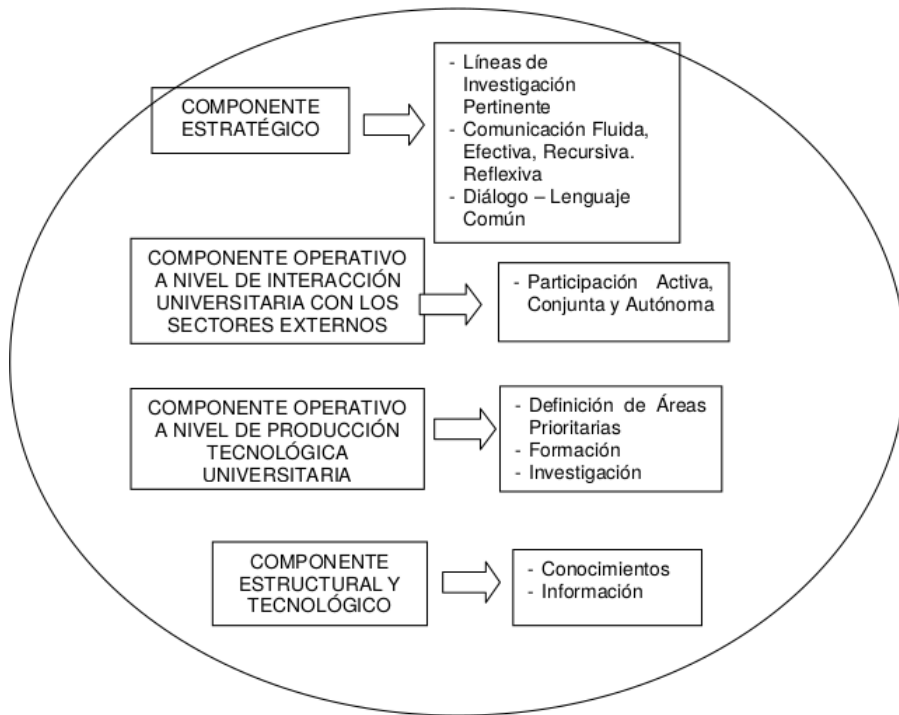 COMPONENTE
ESTRATÉGICO
- Líneas de
Investigación
Pertinente
- Comunicación Fluida,
Efectiva, Recursiva.
Reflexiva
- Diálogo – Lenguaje
Común
COMPONENTE OPERATIVO
A NIVEL DE INTERACCIÓN
UNIVERSITARIA CON LOS
SECTORES EXTERNOS
- Participación Activa,
Conjunta y Autónoma
COMPONENTE OPERATIVO
A NIVEL DE PRODUCCIÓN
TECNOLÓGICA
UNIVERSITARIA
- Definición de Áreas
Prioritarias
- Formación
- Investigación
COMPONENTE
ESTRUCTURAL Y
TECNOLÓGICO
- Conocimientos
- Información